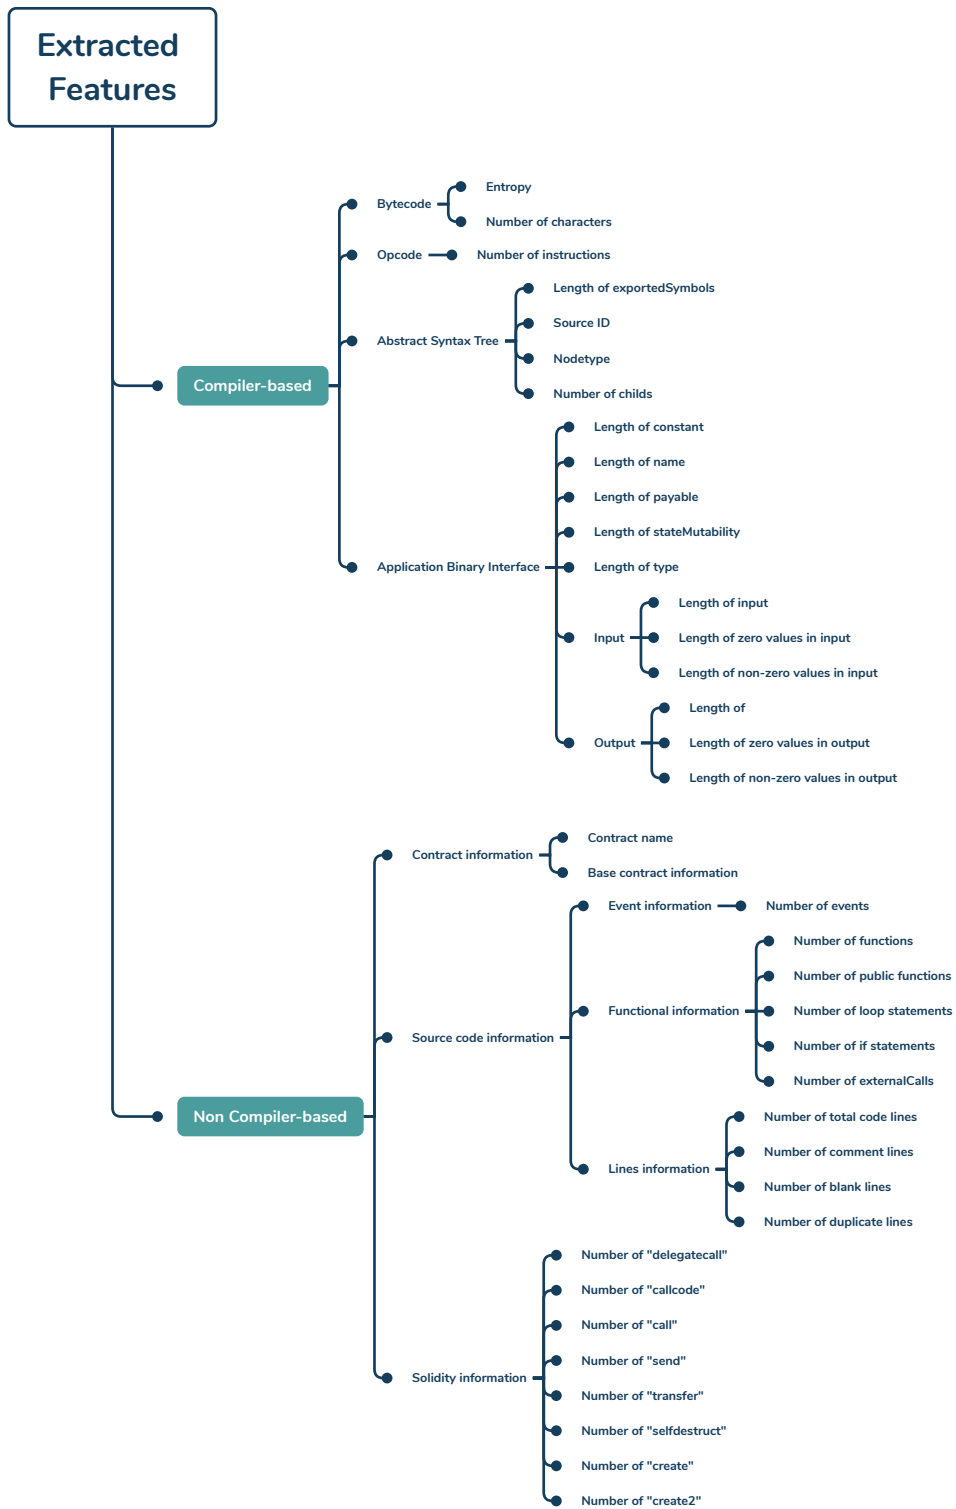 Extracted
Features
Entropy
Bytecode
Number of characters
Opcode
Number of instructions
Length of exportedSymbols
Source ID
Abstract Syntax Tree
Nodetype
Compiler-based
Number of childs
Length of constant
Length of name
Length of payable
Length of stateMutability
Application Binary Interface
Length of type
Length of input
Input
Length of zero values in input
Length of non-zero values in input
Length of
Output
Length of zero values in output
Length of non-zero values in output
Contract name
Contract information
Base contract information
Event information
Number of events
Number of functions
Number of public functions
Functional information
Number of loop statements
Source code information
Number of if statements
Number of externalCalls
Non Compiler-based
Number of total code lines
Number of comment lines
Lines information
Number of blank lines
Number of duplicate lines
Number of "delegatecall"
Number of "callcode"
Number of "call"
Number of "send"
Solidity information
Number of "transfer"
Number of "selfdestruct"
Number of "create"
Number of "create2"